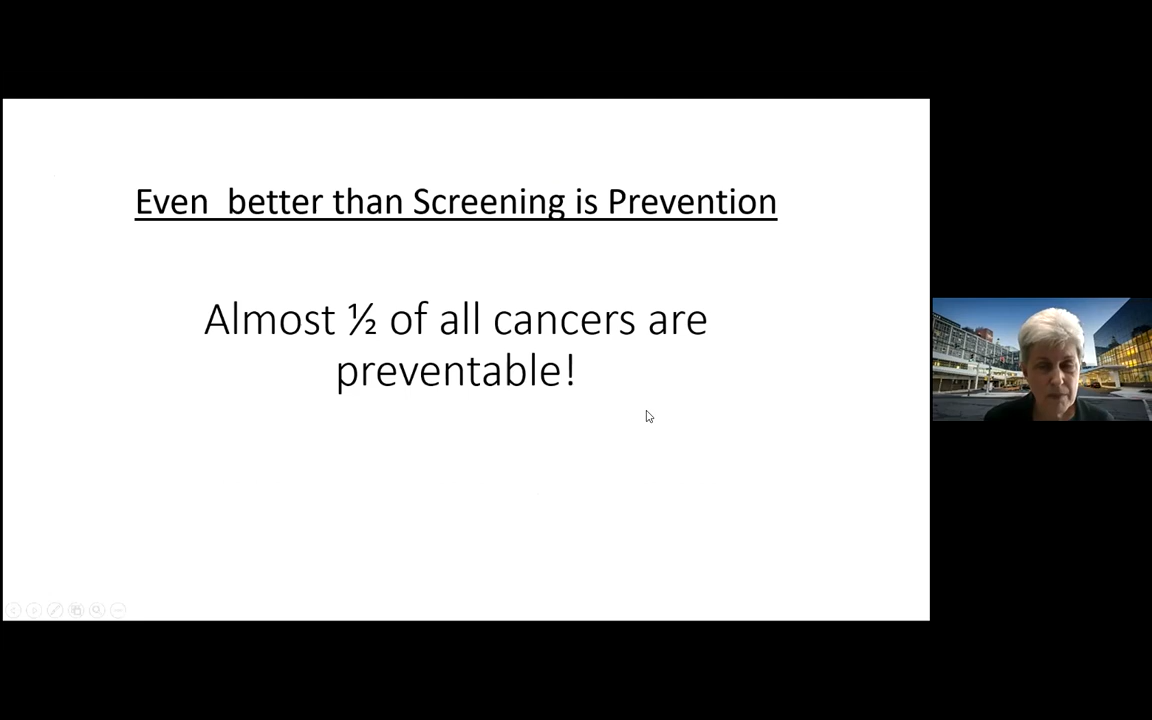 Even  better than Screening is Prevention
Almost ½ of all cancers are
preventable!